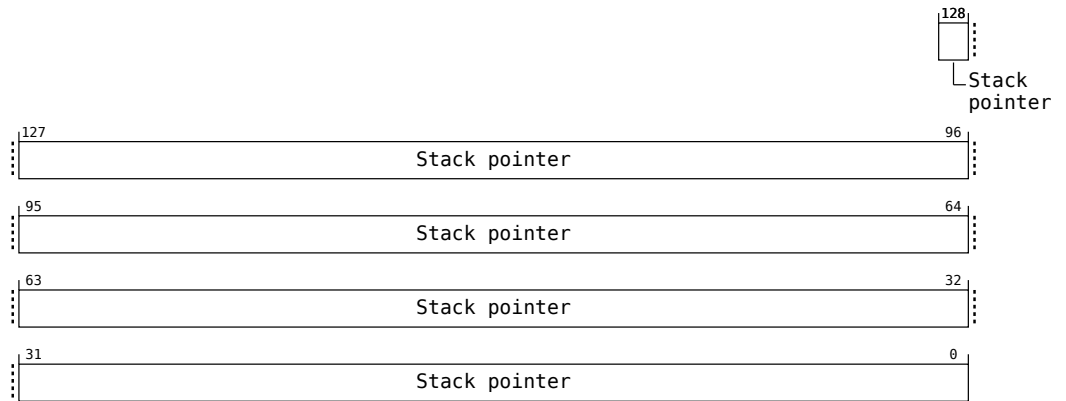 128
Stack
pointer
127 96
Stack pointer
95 64
Stack pointer
63 32
Stack pointer
31 0
Stack pointer